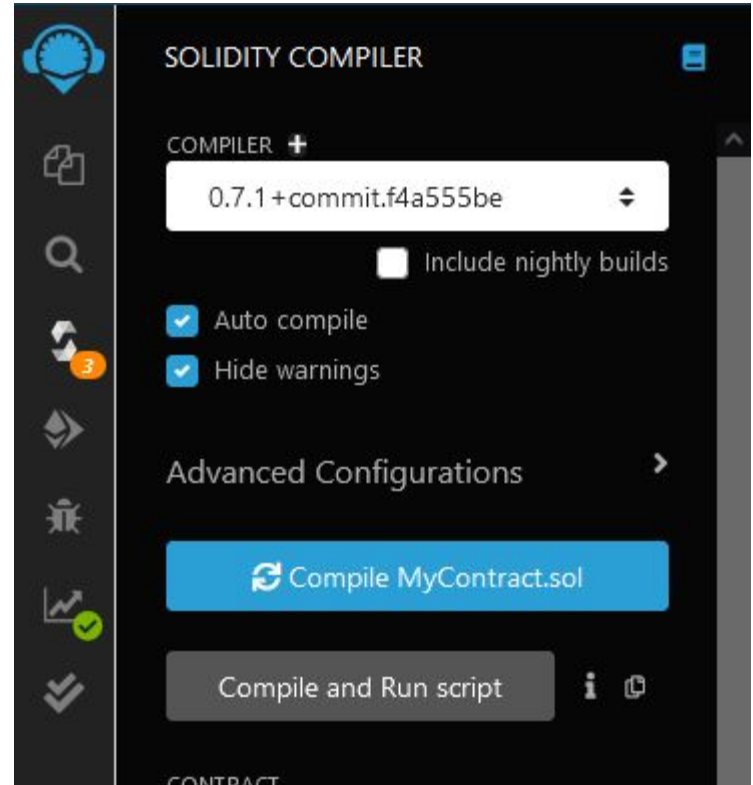 SOLIDITY COMPILER
COMPILER +
0.7.1+commit.f4a555be
Include nightly builds
Auto compile
Hide warnings
3
Advanced Configurations
Compile MyContract.sol
Compile and Run script
CONTRACT